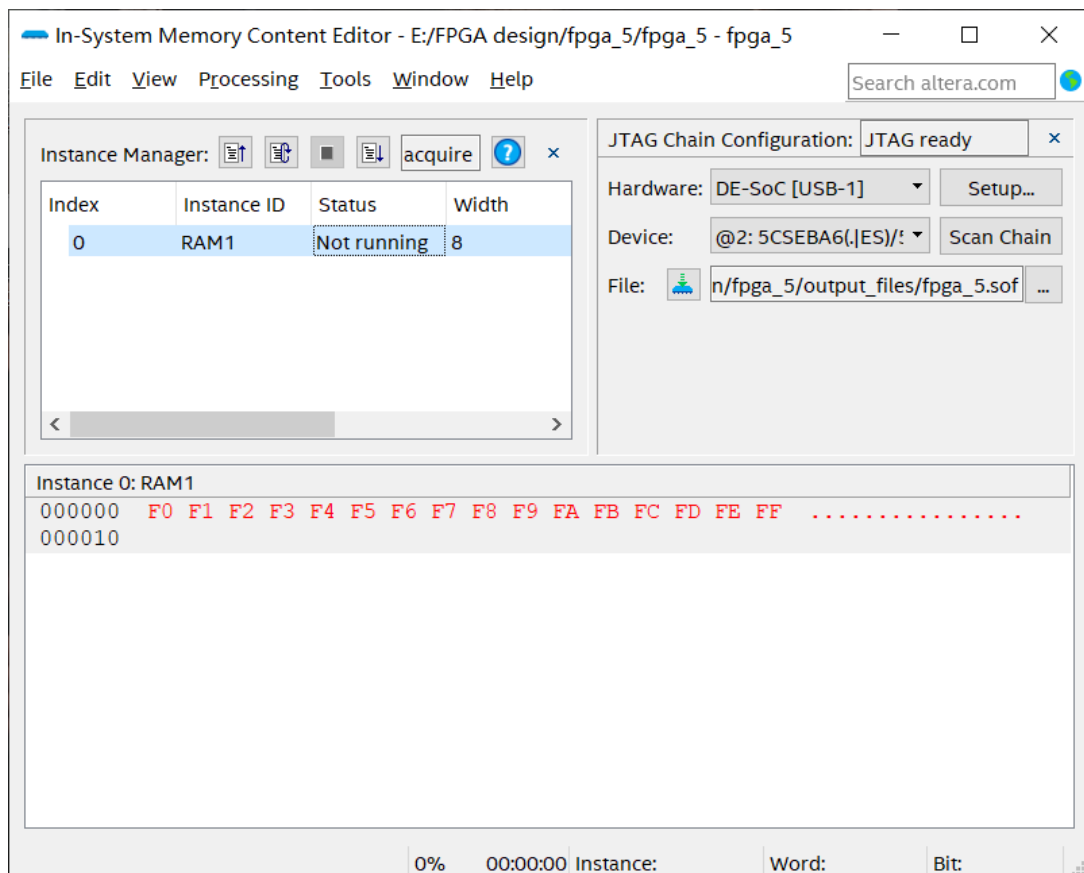 In-System Memory Content Editor - E:/FPGA design/fpga_5/fpga_5 - fpga_5
File Edit View Processing Tools Window Help
Search altera.com
Instance Manager: acquire
Index Instance ID Status Width
0 RAM1 Not running 8
JTAG Chain Configuration: JTAG ready
Hardware: DE-SoC [USB-1] Setup...
Device: @2: 5CSEBA6(.|ES)/5 Scan Chain
File: n/fpga_5/output_files/fpga_5.sof ...
Instance 0: RAM1
000000 F0 F1 F2 F3 F4 F5 F6 F7 F8 F9 FA FB FC FD FE FF ................
000010
0% 00:00:00 Instance: Word: Bit: